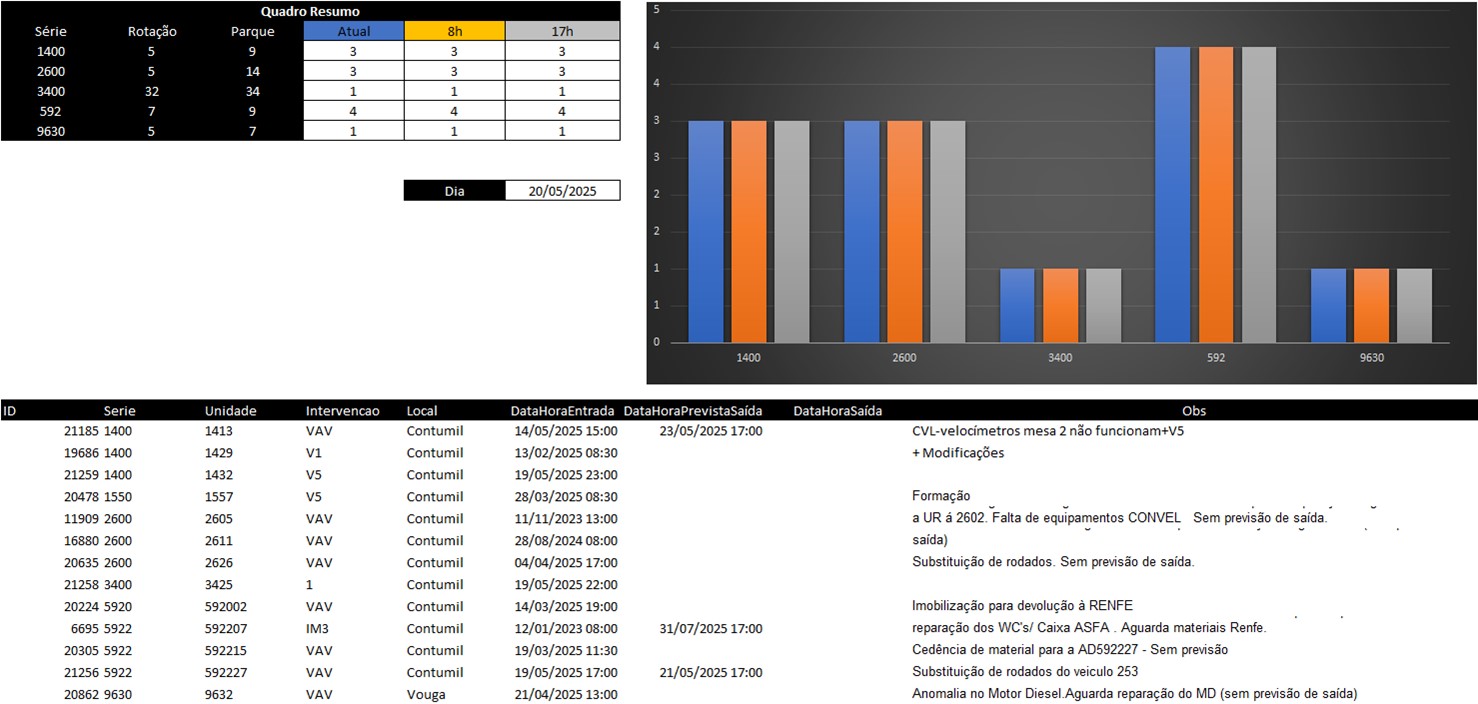 Quadro Resumo
Série Rotação Parque Atual 8h 17h
1400 5 9 3 3 3
2600 5 14 3 3 3
3400 32 34 1 1 1
592 7 9 4 4 4
9630 5 7 1 1 1
Dia 20/05/2025
5
4
4
3
3
2
2
1
1
0
1400 2600 3400 592 9630
ID Serie Unidade Intervencao Local DataHoraEntrada DataHoraPrevistaSaída DataHoraSaída Obs
21185 1400 1413 VAV Contumil 14/05/2025 15:00 23/05/2025 17:00 CVL-velocímetros mesa 2 não funcionam+V5
19686 1400 1429 V1 Contumil 13/02/2025 08:30 + Modificações
21259 1400 1432 V5 Contumil 19/05/2025 23:00
20478 1550 1557 V5 Contumil 28/03/2025 08:30 Formação
11909 2600 2605 VAV Contumil 11/11/2023 13:00 a UR á 2602. Falta de equipamentos CONVEL Sem previsão de saída.
16880 2600 2611 VAV Contumil 28/08/2024 08:00 saída)
20635 2600 2626 VAV Contumil 04/04/2025 17:00 Substituição de rodados. Sem previsão de saída.
21258 3400 3425 1 Contumil 19/05/2025 22:00
20224 5920 592002 VAV Contumil 14/03/2025 19:00 Imobilização para devolução à RENFE
6695 5922 592207 IM3 Contumil 12/01/2023 08:00 31/07/2025 17:00 reparação dos WC's/ Caixa ASFA . Aguarda materiais Renfe.
20305 5922 592215 VAV Contumil 19/03/2025 11:30 Cedência de material para a AD592227 - Sem previsão
21256 5922 592227 VAV Contumil 19/05/2025 17:00 21/05/2025 17:00 Substituição de rodados do veiculo 253
20862 9630 9632 VAV Vouga 21/04/2025 13:00 Anomalia no Motor Diesel.Aguarda reparação do MD (sem previsão de saída)